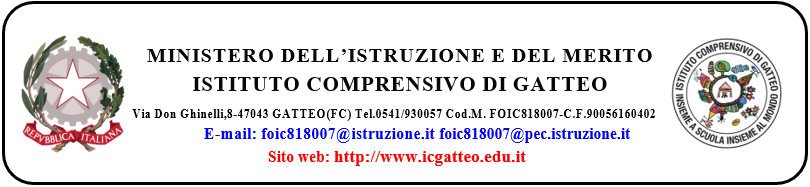 MINISTERO DELL'ISTRUZIONE E DEL MERITO
ISTITUTO COMPRENSIVO DI GATTEO
Via Don Ghinelli,8-47043 GATTEO(FC) Tel.0541/930057 Cod.M. FOIC818007-C.F.90056160402
E-mail: foic818007@istruzione.it foic818007@pec.istruzione.it
Sito web: http://www.icgatteo.edu.it
REPVBBLICA ITALIANA
ISTITUTO COMPRENSIVO DI GATTEO
INSIEME A SCUOLA INSIEME AL MONDO